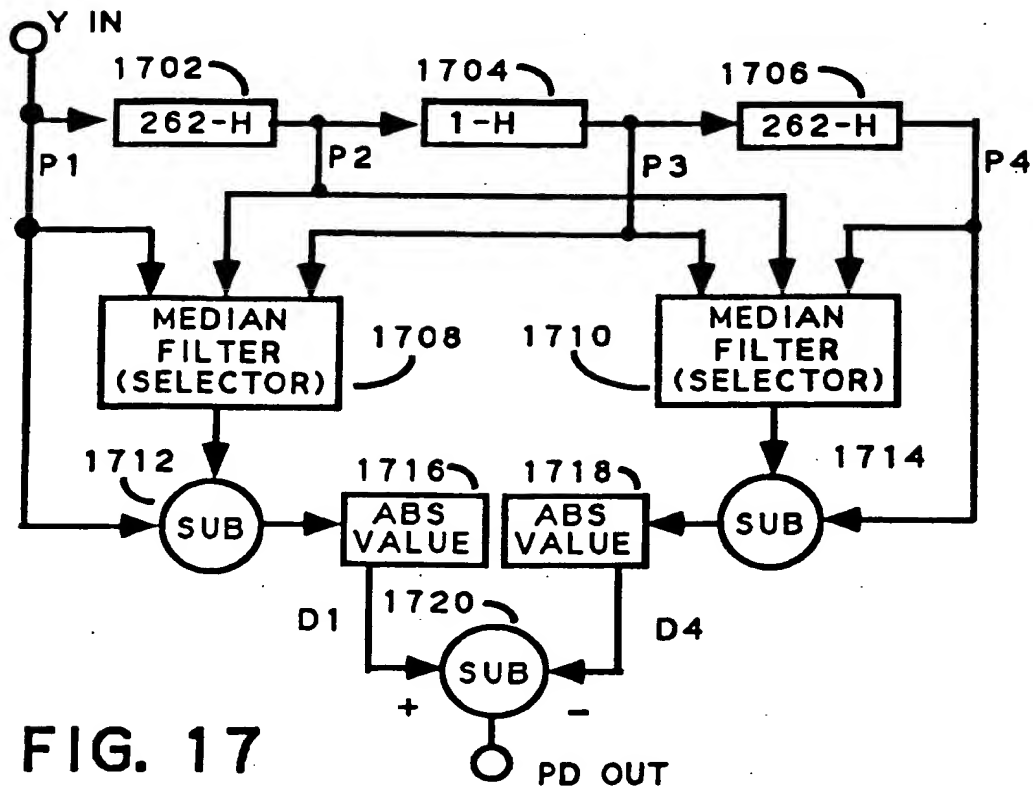 Y IN
1702
1704
1706
262-H
1-H
262-H
P1
P2
P3
P4
MEDIAN
FILTER
(SELECTOR)
1708
1710
MEDIAN
FILTER
(SELECTOR)
1712
SUB
1716
ABS
VALUE
1718
ABS
VALUE
SUB
1714
D1
1720
D4
SUB
+
−
FIG. 17
PD OUT